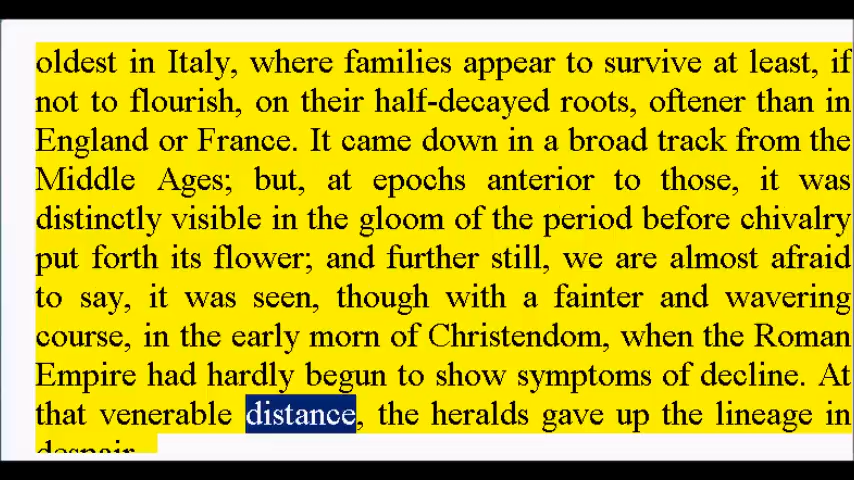 oldest in Italy, where families appear to survive at least, if
not to flourish, on their half-decayed roots, oftener than in
England or France. It came down in a broad track from the
Middle Ages; but, at epochs anterior to those, it was
distinctly visible in the gloom of the period before chivalry
put forth its flower; and further still, we are almost afraid
to say, it was seen, though with a fainter and wavering
course, in the early morn of Christendom, when the Roman
Empire had hardly begun to show symptoms of decline. At
that venerable distance, the heralds gave up the lineage in
despair.